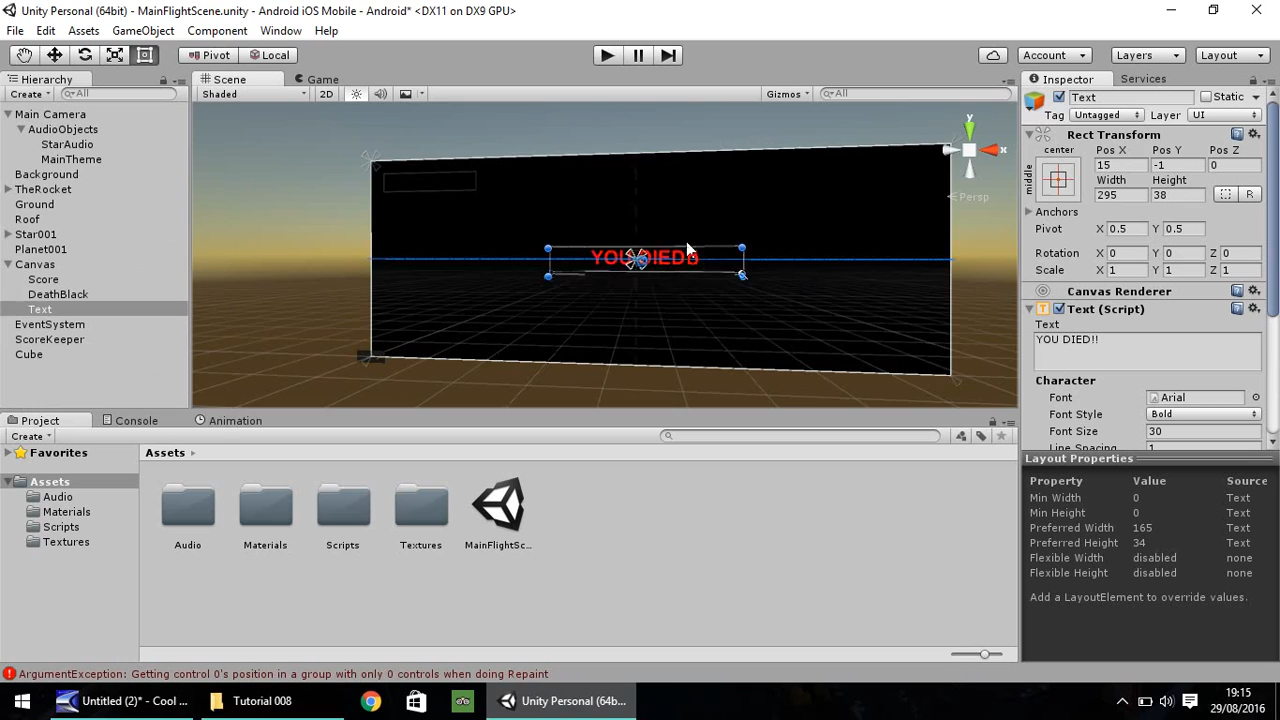 Unity Personal (64bit) - MainFlightScene.unity - Android iOS Mobile - Android* <DX11 on DX9 GPU>
File Edit Assets GameObject Component Window Help
Pivot Local Account Layers Layout
Hierarchy
Create All
Main Camera
AudioObjects
StarAudio
MainTheme
Background
TheRocket
Ground
Roof
Star001
Planet001
Canvas
Score
DeathBlack
Text
EventSystem
ScoreKeeper
Cube
Scene Game
Shaded 2D Gizmos All
y
x
Persp
YOU DIED!!
Inspector Services
Text Static
Tag Untagged Layer UI
Rect Transform
center Pos X Pos Y Pos Z
15 -1 0
middle
Width Height
295 38 R
Anchors
Pivot X 0.5 Y 0.5
Rotation X 0 Y 0 Z 0
Scale X 1 Y 1 Z 1
Canvas Renderer
Text (Script)
Text
YOU DIED!!
Character
Font Arial
Font Style Bold
Font Size 30
Line Spacing 1
Layout Properties
Property Value Source
Min Width 0 Text
Min Height 0 Text
Preferred Width 165 Text
Preferred Height 34 Text
Flexible Width disabled none
Flexible Height disabled none
Add a LayoutElement to override values.
Project Console Animation
Create
Favorites
Assets
Audio
Materials
Scripts
Textures
Assets
Audio Materials Scripts Textures MainFlightSc...
ArgumentException: Getting control 0's position in a group with only 0 controls when doing Repaint
Untitled (2)* - Cool ... Tutorial 008 Unity Personal (64b...
19:15
29/08/2016